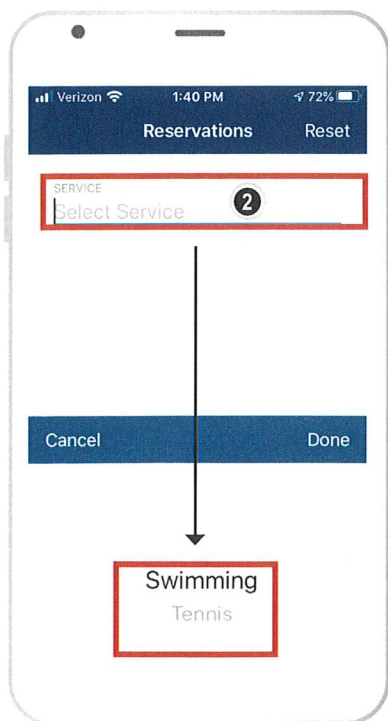 Verizon 1:40 PM 72%
Reservations Reset
SERVICE
Select Service 2
Cancel Done
Swimming
Tennis